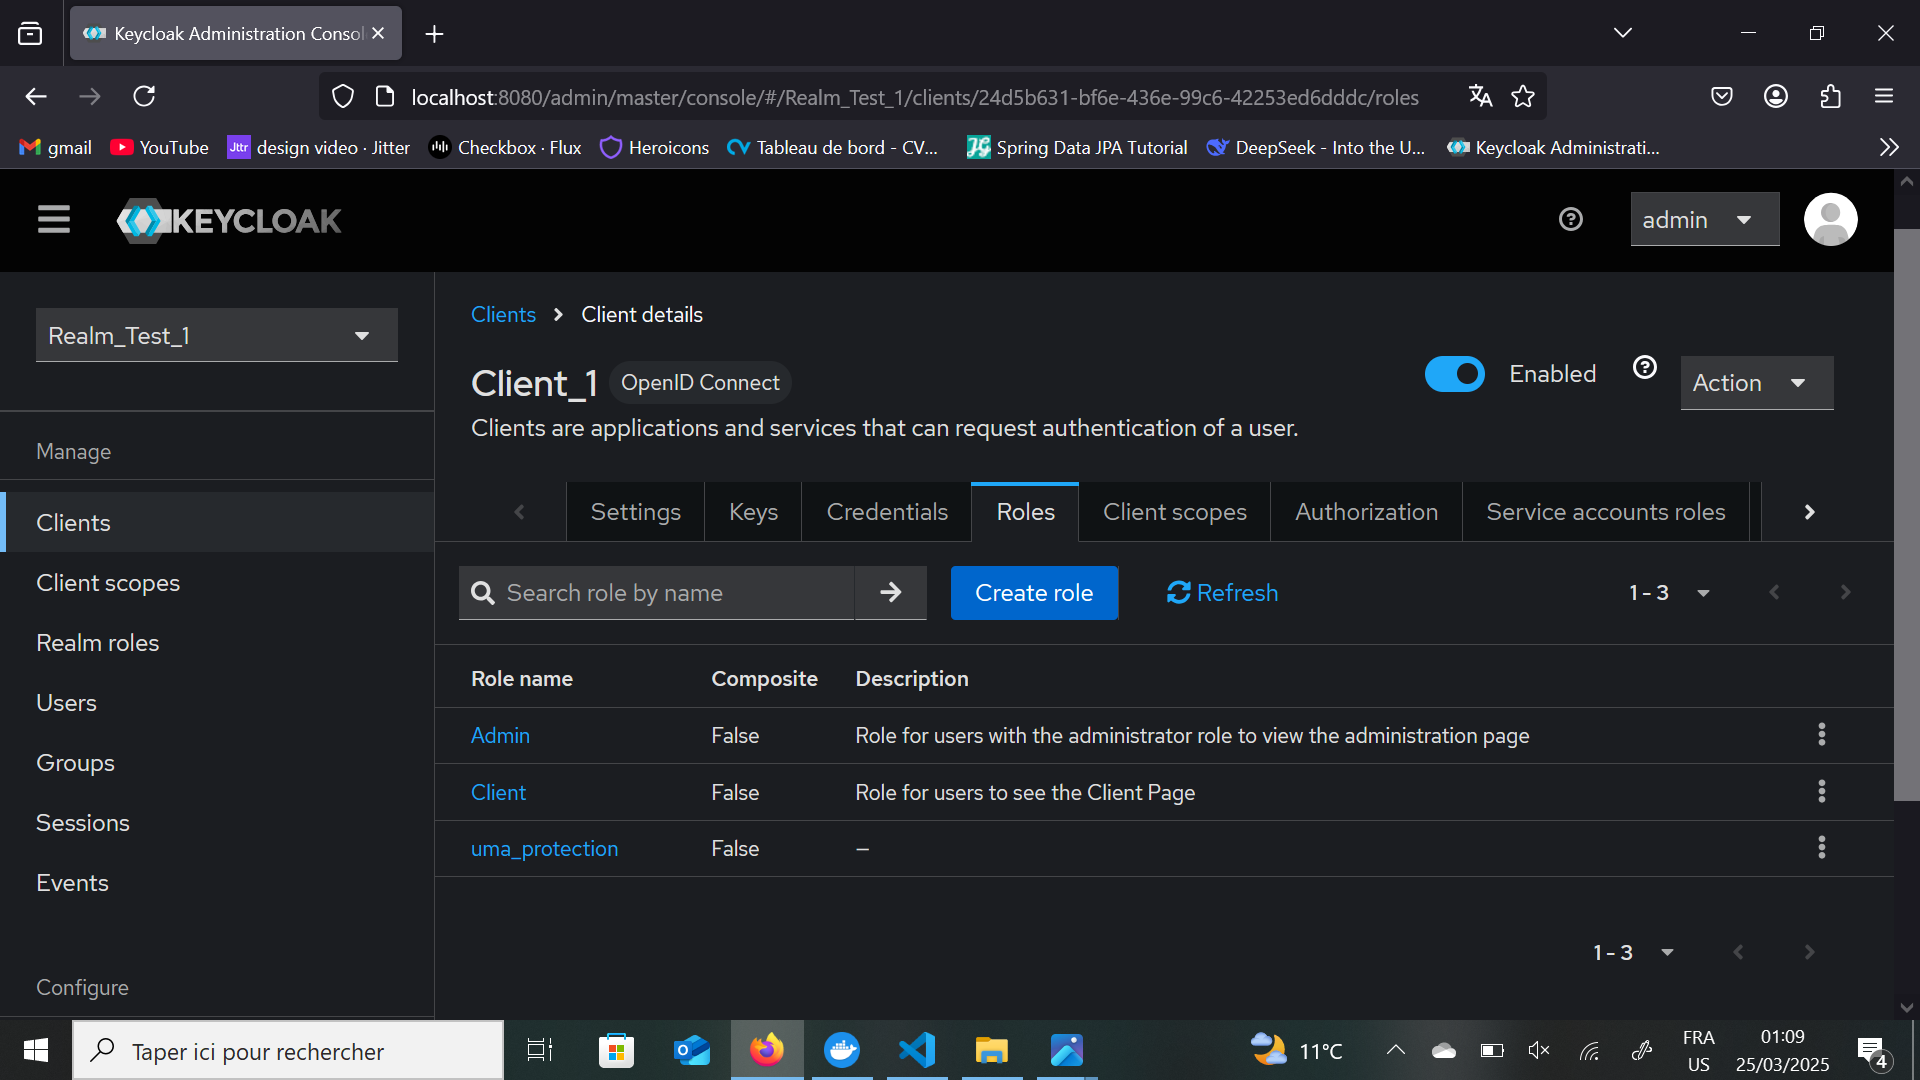 Keycloak Administration Consol
localhost:8080/admin/master/console/#/Realm_Test_1/clients/24d5b631-bf6e-436e-99c6-42253ed6dddc/roles
gmail YouTube Jttr design video · Jitter Checkbox · Flux Heroicons Tableau de bord - CV... Spring Data JPA Tutorial DeepSeek - Into the U... Keycloak Administrati...
KEYCLOAK admin
Realm_Test_1
Manage
Clients
Client scopes
Realm roles
Users
Groups
Sessions
Events
Configure
Clients Client details
Client_1 OpenID Connect Enabled Action
Clients are applications and services that can request authentication of a user.
Settings Keys Credentials Roles Client scopes Authorization Service accounts roles
Search role by name Create role Refresh 1 - 3
Role name Composite Description
Admin False Role for users with the administrator role to view the administration page
Client False Role for users to see the Client Page
uma_protection False —
1 - 3
Taper ici pour rechercher 11°C FRA US 01:09 25/03/2025 4